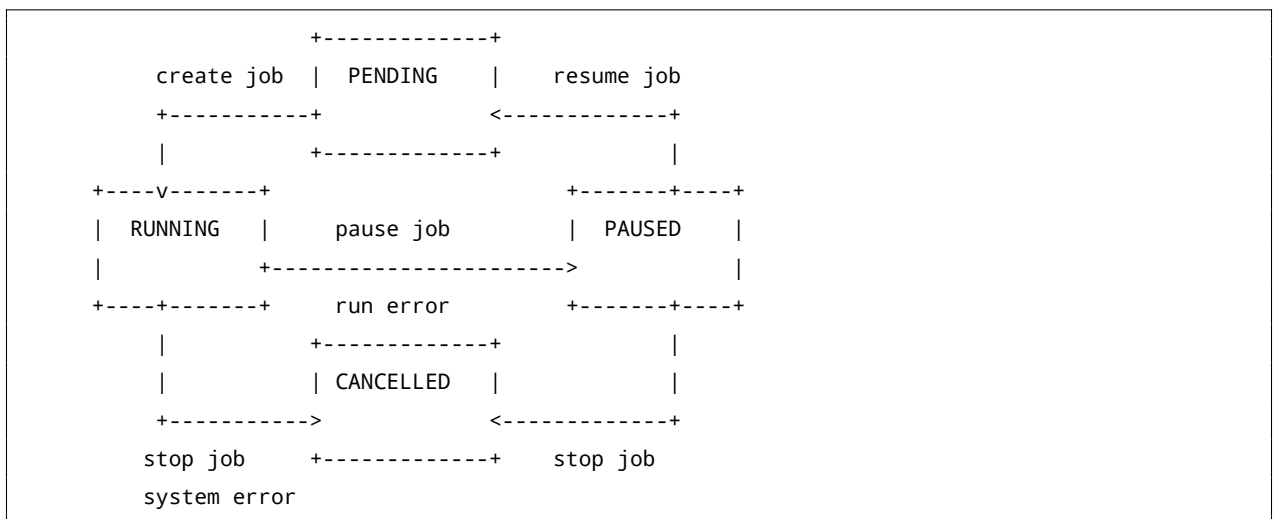 create job PENDING resume job
RUNNING pause job PAUSED
run error
CANCELLED
stop job stop job
system error